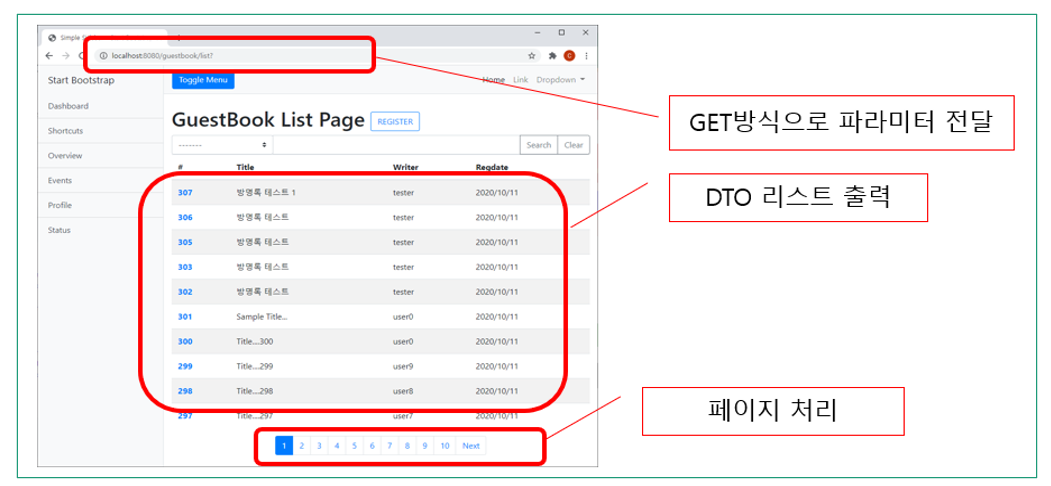 Simple S
localhost:8080/guestbook/list?
Start Bootstrap
Toggle Menu
Home Link Dropdown
Dashboard
Shortcuts
Overview
Events
Profile
Status
GuestBook List Page REGISTER
------- Search Clear
# Title Writer Regdate
307 방명록 테스트 1 tester 2020/10/11
306 방명록 테스트 tester 2020/10/11
305 방명록 테스트 tester 2020/10/11
303 방명록 테스트 tester 2020/10/11
302 방명록 테스트 tester 2020/10/11
301 Sample Title... user0 2020/10/11
300 Title....300 user0 2020/10/11
299 Title....299 user9 2020/10/11
298 Title....298 user8 2020/10/11
297 Title....297 user7 2020/10/11
1 2 3 4 5 6 7 8 9 10 Next
GET방식으로 파라미터 전달
DTO 리스트 출력
페이지 처리